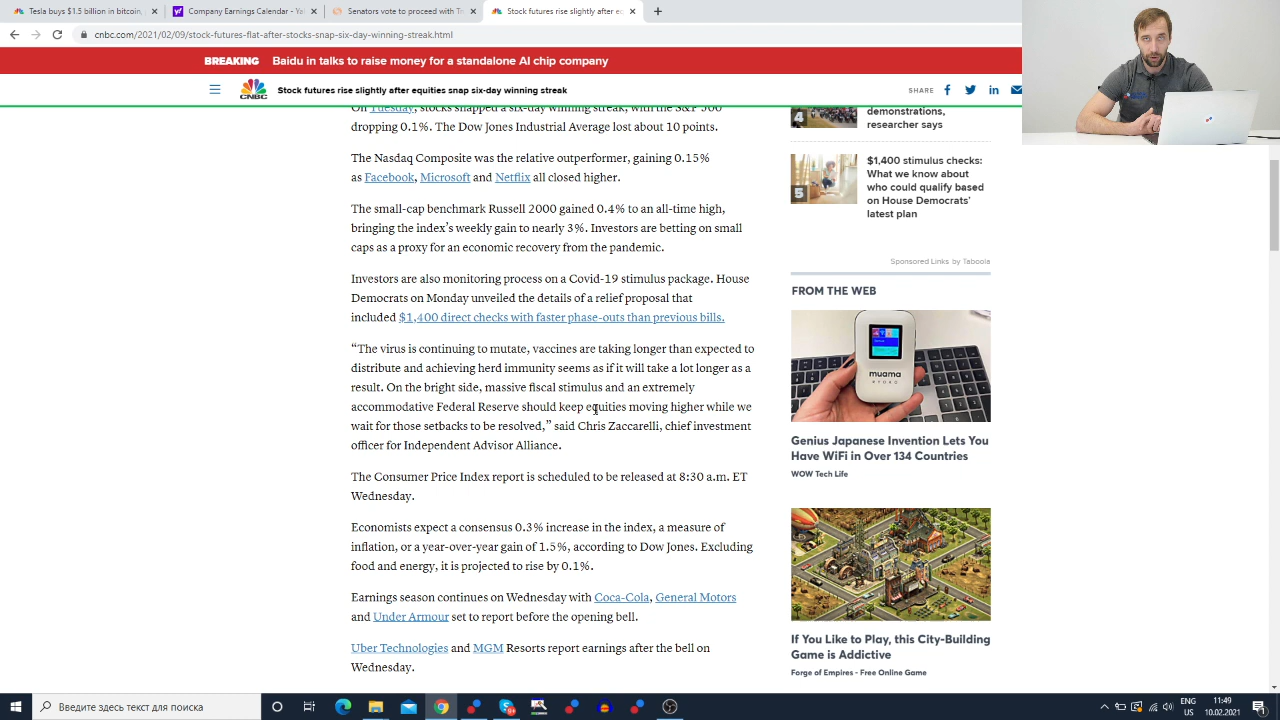 Tesla buys $1.5 billion in bitcoin,
Company Earnings Calendar - Ya
Senators vote to proceed with Tr
Stock futures rise slightly after ec
cnbc.com/2021/02/09/stock-futures-flat-after-stocks-snap-six-day-winning-streak.html
BREAKING Baidu in talks to raise money for a standalone AI chip company
CNBC
Stock futures rise slightly after equities snap six-day winning streak
SHARE
On Tuesday, stocks snapped a six-day winning streak, with the S&P 500
dropping 0.1%. The Dow Jones Industrial Average lost about 10 points.
The Nasdaq Composite was the relative outperformer, gaining 0.15%
as Facebook, Microsoft and Netflix all closed higher.
The small-cap benchmark Russell 2000 gained 0.4% to an all-time high,
bringing the index's weekly gain to nearly 3%. Investors are betting on small
caps as a proxy for an economic recovery from the pandemic.
Investors are also monitoring process on a Covid-19 stimulus package. House
Democrats on Monday unveiled the details of a relief proposal that
included $1,400 direct checks with faster phase-outs than previous bills.
“The virus is continuing to mutate, vaccines are taking longer than expected to
distribute and achieving herd immunity seems as if it will take a lot longer as a
result. On the bright side, massive fiscal stimulus and an extremely
accommodative Federal Reserve should keep equities moving higher while we
wait for those setbacks to be resolved,” said Chris Zaccarelli, chief investment
officer for Independent Advisor Alliance.
The Consumer Price Index report is scheduled to be released at 8:30 a.m. ET
Wednesday.
Economists expect a consensus 0.3% increase in the index, a measure of
inflation, or a year-over-year gain of 1.5%, according to Dow Jones. Excluding
food and energy, it is projected to rise by 0.1%.
Earnings season continues on Wednesday with Coca-Cola, General Motors
and Under Armour set to report before the opening bell.
Uber Technologies and MGM Resorts report earnings after the bell on
Wednesday.
4
demonstrations,
researcher says
5
$1,400 stimulus checks:
What we know about
who could qualify based
on House Democrats'
latest plan
Sponsored Links by Taboola
FROM THE WEB
muama
Genius Japanese Invention Lets You
Have WiFi in Over 134 Countries
WOW Tech Life
If You Like to Play, this City-Building
Game is Addictive
Forge of Empires - Free Online Game
Введите здесь текст для поиска
ENG
US
11:49
10.02.2021